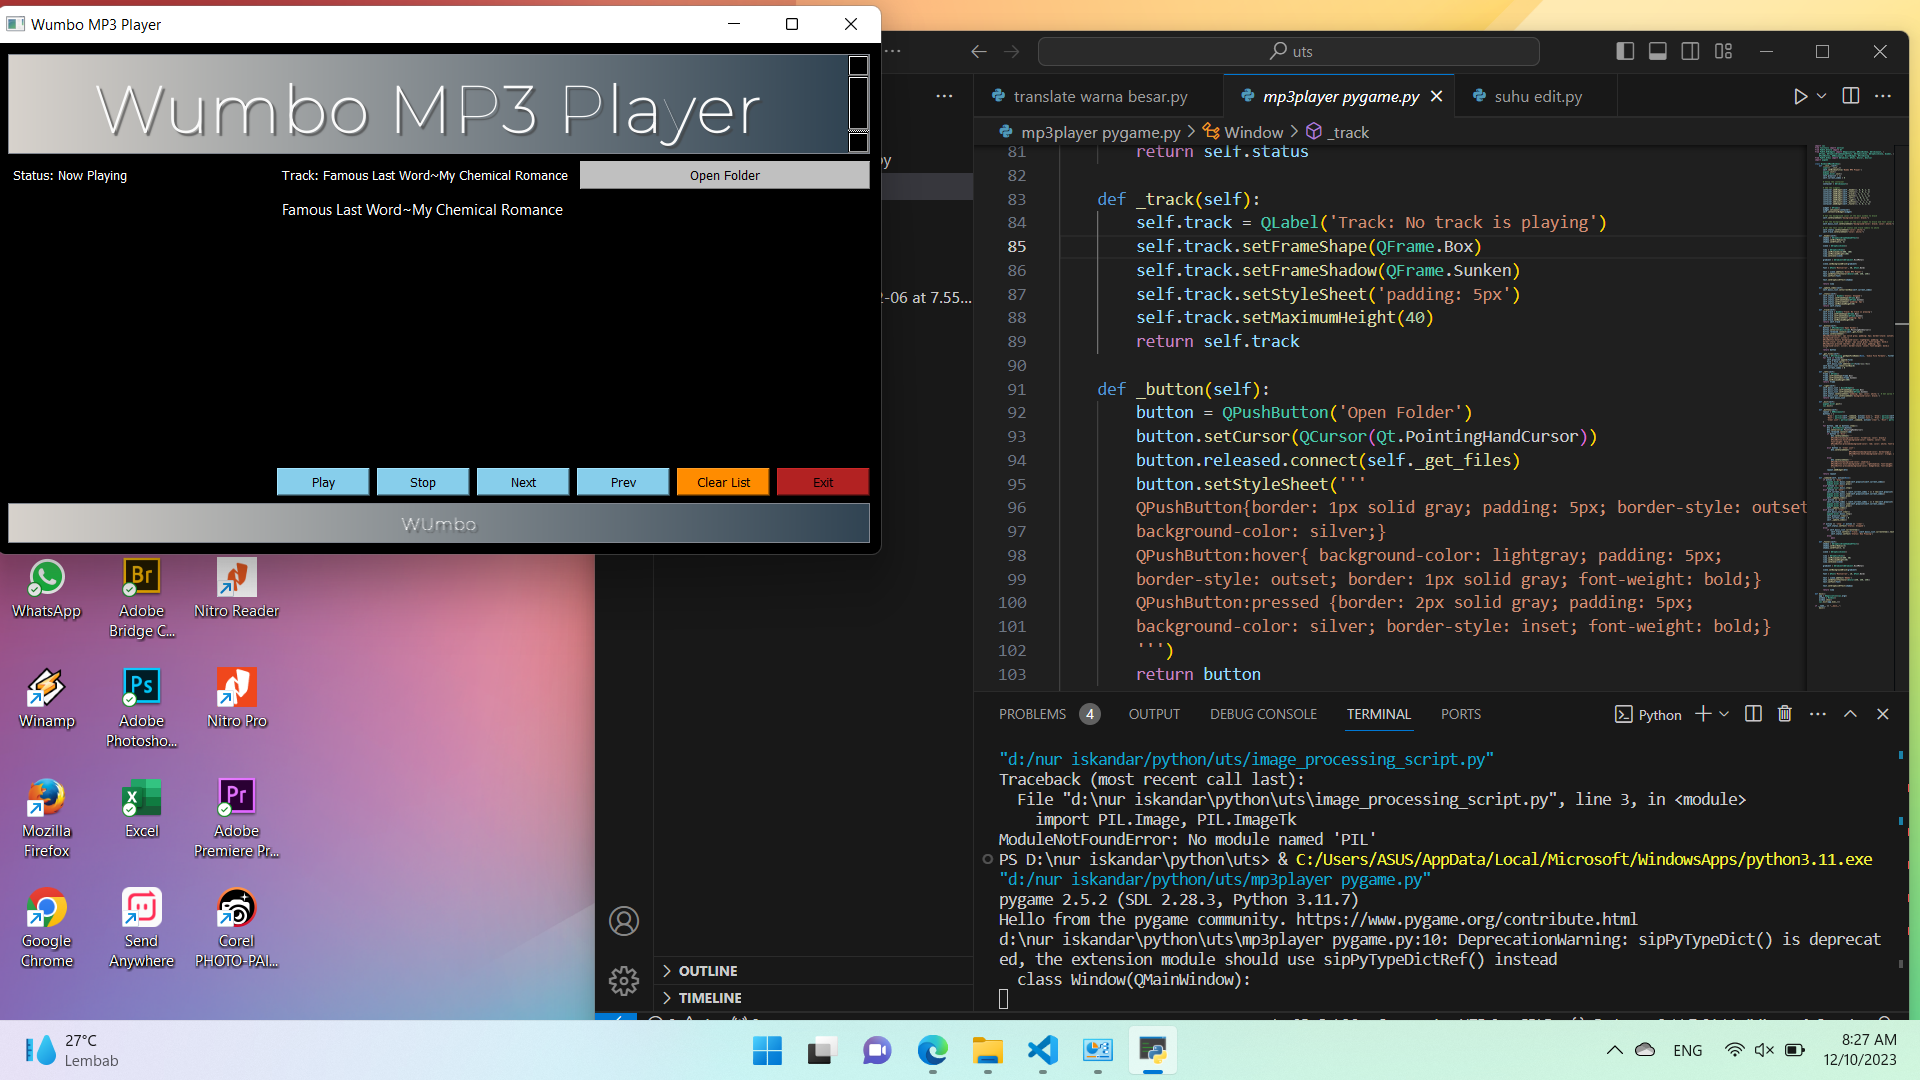 Wumbo MP3 Player
Wumbo MP3 Player
Status: Now Playing
Track: Famous Last Word~My Chemical Romance
Open Folder
Famous Last Word~My Chemical Romance
Play
Stop
Next
Prev
Clear List
Exit
WUmbo
uts
translate warna besar.py
mp3player pygame.py
suhu edit.py
mp3player pygame.py
Window
_track
2-06 at 7.55...
81 return self.status
82
83 def _track(self):
84 self.track = QLabel('Track: No track is playing')
85 self.track.setFrameShape(QFrame.Box)
86 self.track.setFrameShadow(QFrame.Sunken)
87 self.track.setStyleSheet('padding: 5px')
88 self.track.setMaximumHeight(40)
89 return self.track
90
91 def _button(self):
92 button = QPushButton('Open Folder')
93 button.setCursor(QCursor(Qt.PointingHandCursor))
94 button.released.connect(self._get_files)
95 button.setStyleSheet('''
96 QPushButton{border: 1px solid gray; padding: 5px; border-style: outset
97 background-color: silver;}
98 QPushButton:hover{ background-color: lightgray; padding: 5px;
99 border-style: outset; border: 1px solid gray; font-weight: bold;}
100 QPushButton:pressed {border: 2px solid gray; padding: 5px;
101 background-color: silver; border-style: inset; font-weight: bold;}
102 ''')
103 return button
PROBLEMS 4
OUTPUT
DEBUG CONSOLE
TERMINAL
PORTS
Python
"d:/nur iskandar/python/uts/image_processing_script.py"
Traceback (most recent call last):
File "d:\nur iskandar\python\uts\image_processing_script.py", line 3, in <module>
import PIL.Image, PIL.ImageTk
ModuleNotFoundError: No module named 'PIL'
PS D:\nur iskandar\python\uts> & C:/Users/ASUS/AppData/Local/Microsoft/WindowsApps/python3.11.exe
"d:/nur iskandar/python/uts/mp3player pygame.py"
pygame 2.5.2 (SDL 2.28.3, Python 3.11.7)
Hello from the pygame community. https://www.pygame.org/contribute.html
d:\nur iskandar\python\uts\mp3player pygame.py:10: DeprecationWarning: sipPyTypeDict() is deprecat
ed, the extension module should use sipPyTypeDictRef() instead
class Window(QMainWindow):
OUTLINE
TIMELINE
WhatsApp
Adobe
Bridge C...
Nitro Reader
Winamp
Adobe
Photosho...
Nitro Pro
Mozilla
Firefox
Excel
Adobe
Premiere Pr...
Google
Chrome
Send
Anywhere
Corel
PHOTO-PAI...
27°C
Lembab
ENG
8:27 AM
12/10/2023